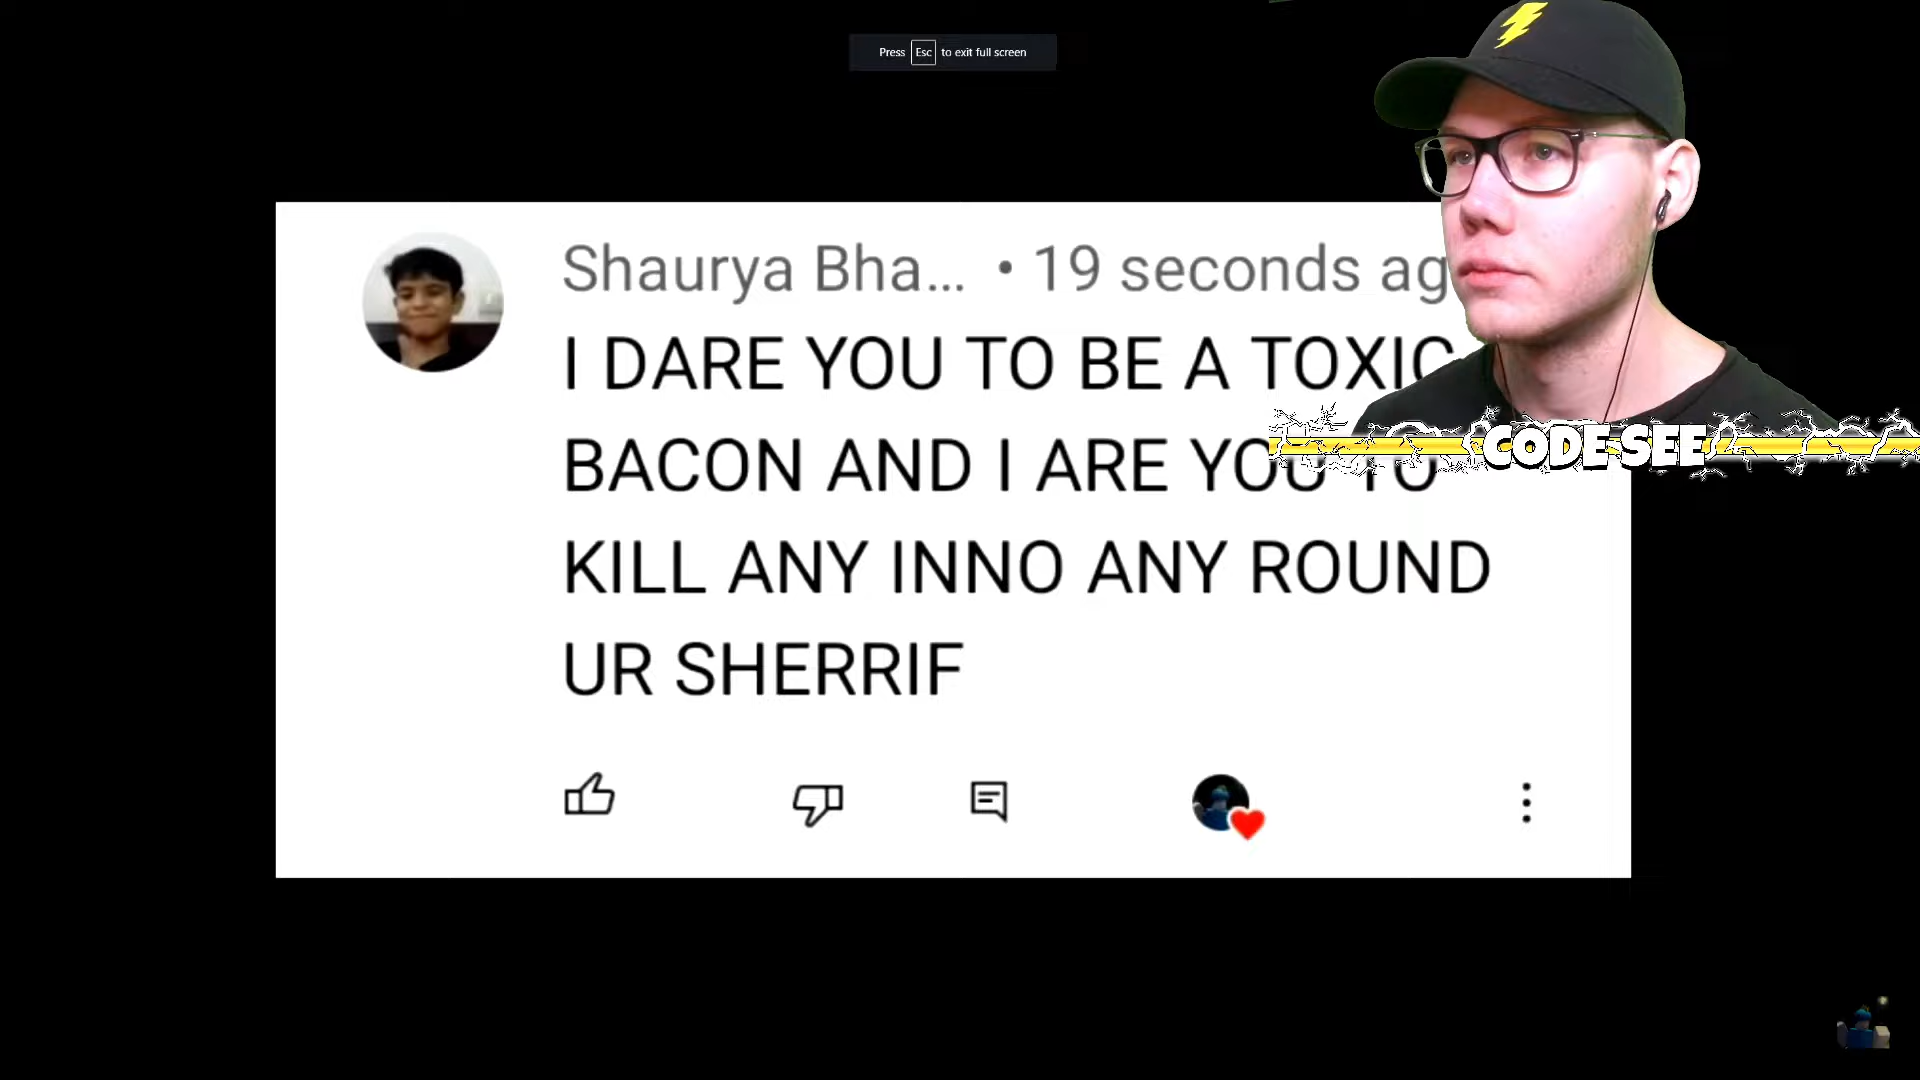 Press Esc to exit full screen
Shaurya Bha... • 19 seconds ag
I DARE YOU TO BE A TOXIC
BACON AND I ARE YOU TO
KILL ANY INNO ANY ROUND
UR SHERRIF
CODE SEE